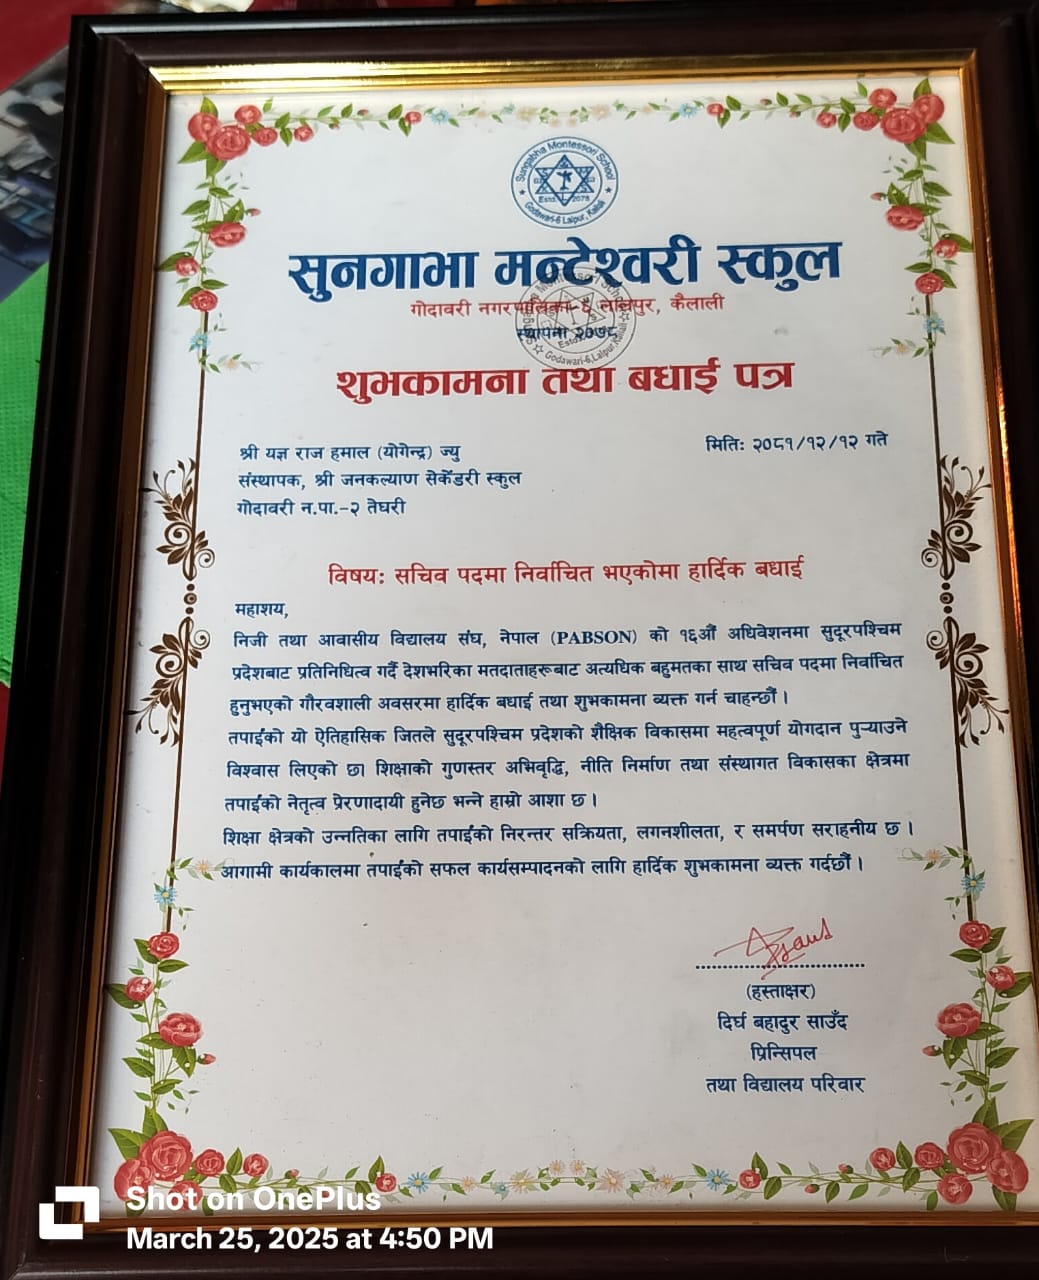 Sungabha Montessori School
Estd. 2078
Godawari-6 Lalpur, Kailali
सुनगाभा मन्टेश्वरी स्कुल
गोदावरी नगरपालिका-६ लालपुर, कैलाली
स्थापना २०७८
शुभकामना तथा बधाई पत्र
मितिः २०८१/१२/१२ गते
श्री यज्ञ राज हमाल (योगेन्द्र) ज्यु
संस्थापक, श्री जनकल्याण सेकेँडरी स्कुल
गोदावरी न.पा.-२ तेघरी
विषयः सचिव पदमा निर्वाचित भएकोमा हार्दिक बधाई
महाशय,
निजी तथा आवासीय विद्यालय संघ, नेपाल (PABSON) को १६औं अधिवेशनमा सुदूरपश्चिम
प्रदेशबाट प्रतिनिधित्व गर्दै देशभरिका मतदाताहरूबाट अत्यधिक बहुमतका साथ सचिव पदमा निर्वाचित
हुनुभएको गौरवशाली अवसरमा हार्दिक बधाई तथा शुभकामना व्यक्त गर्न चाहन्छौं ।
तपाईंको यो ऐतिहासिक जितले सुदूरपश्चिम प्रदेशको शैक्षिक विकासमा महत्वपूर्ण योगदान पुऱ्याउने
विश्वास लिएको छ। शिक्षाको गुणस्तर अभिवृद्धि, नीति निर्माण तथा संस्थागत विकासका क्षेत्रमा
तपाईंको नेतृत्व प्रेरणादायी हुनेछ भन्ने हाम्रो आशा छ ।
शिक्षा क्षेत्रको उन्नतिका लागि तपाईंको निरन्तर सक्रियता, लगनशीलता, र समर्पण सराहनीय छ ।
आगामी कार्यकालमा तपाईंको सफल कार्यसम्पादनको लागि हार्दिक शुभकामना व्यक्त गर्दछौं ।
(हस्ताक्षर)
दिर्घ बहादुर साउँद
प्रिन्सिपल
तथा विद्यालय परिवार
Shot on OnePlus
March 25, 2025 at 4:50 PM